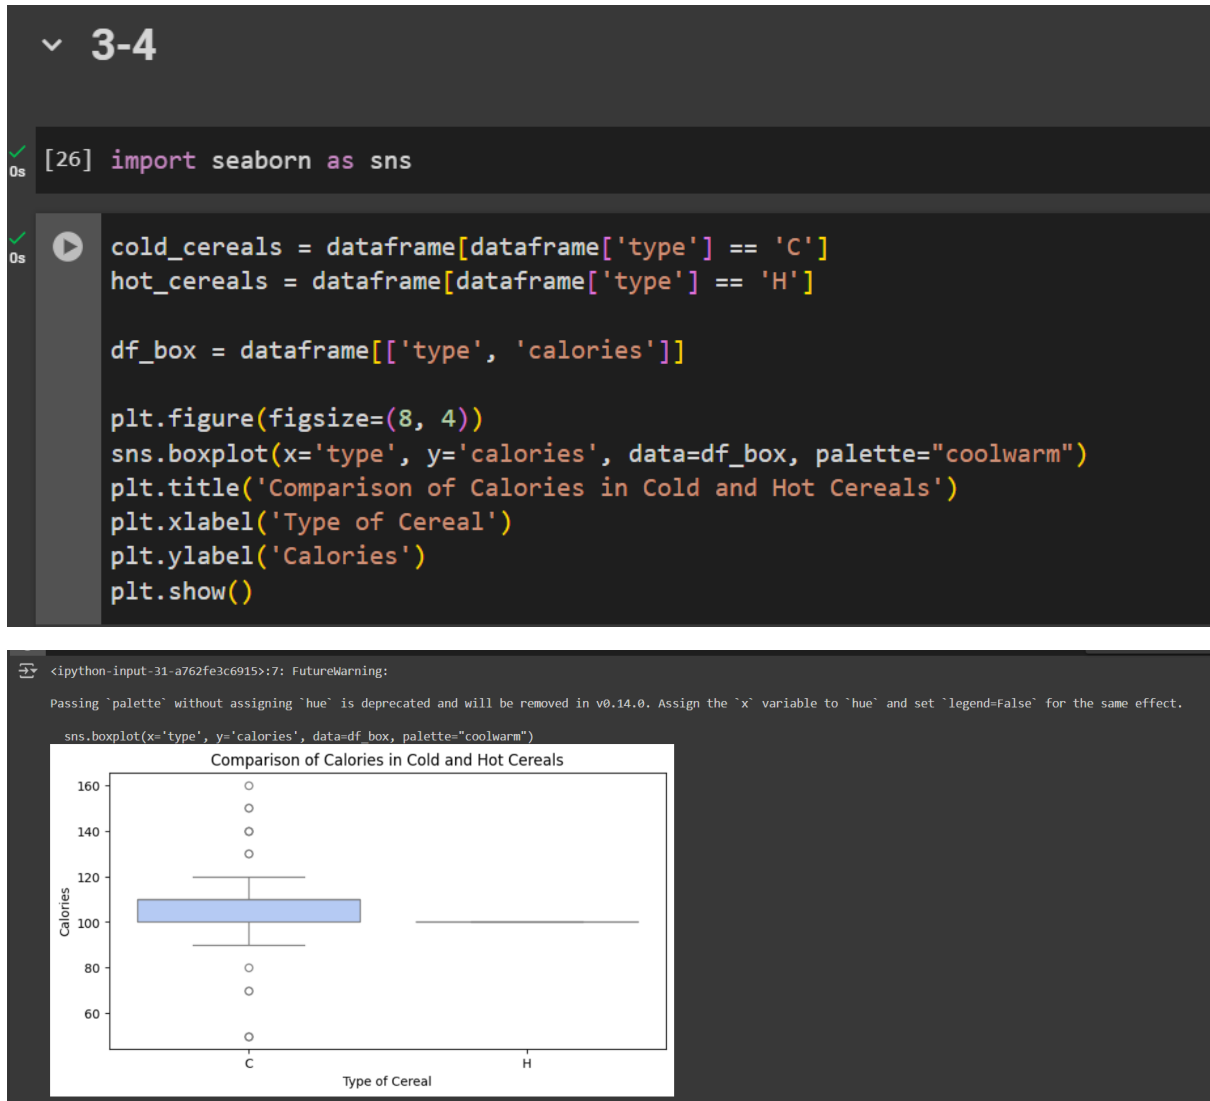 3-4
0s
[26] import seaborn as sns
0s
cold_cereals = dataframe[dataframe['type'] == 'C']
hot_cereals = dataframe[dataframe['type'] == 'H']
df_box = dataframe[['type', 'calories']]
plt.figure(figsize=(8, 4))
sns.boxplot(x='type', y='calories', data=df_box, palette="coolwarm")
plt.title('Comparison of Calories in Cold and Hot Cereals')
plt.xlabel('Type of Cereal')
plt.ylabel('Calories')
plt.show()
<ipython-input-31-a762fe3c6915>:7: FutureWarning:
Passing `palette` without assigning `hue` is deprecated and will be removed in v0.14.0. Assign the `x` variable to `hue` and set `legend=False` for the same effect.
sns.boxplot(x='type', y='calories', data=df_box, palette="coolwarm")
Comparison of Calories in Cold and Hot Cereals
160
140
120
100
80
60
Calories
C
H
Type of Cereal